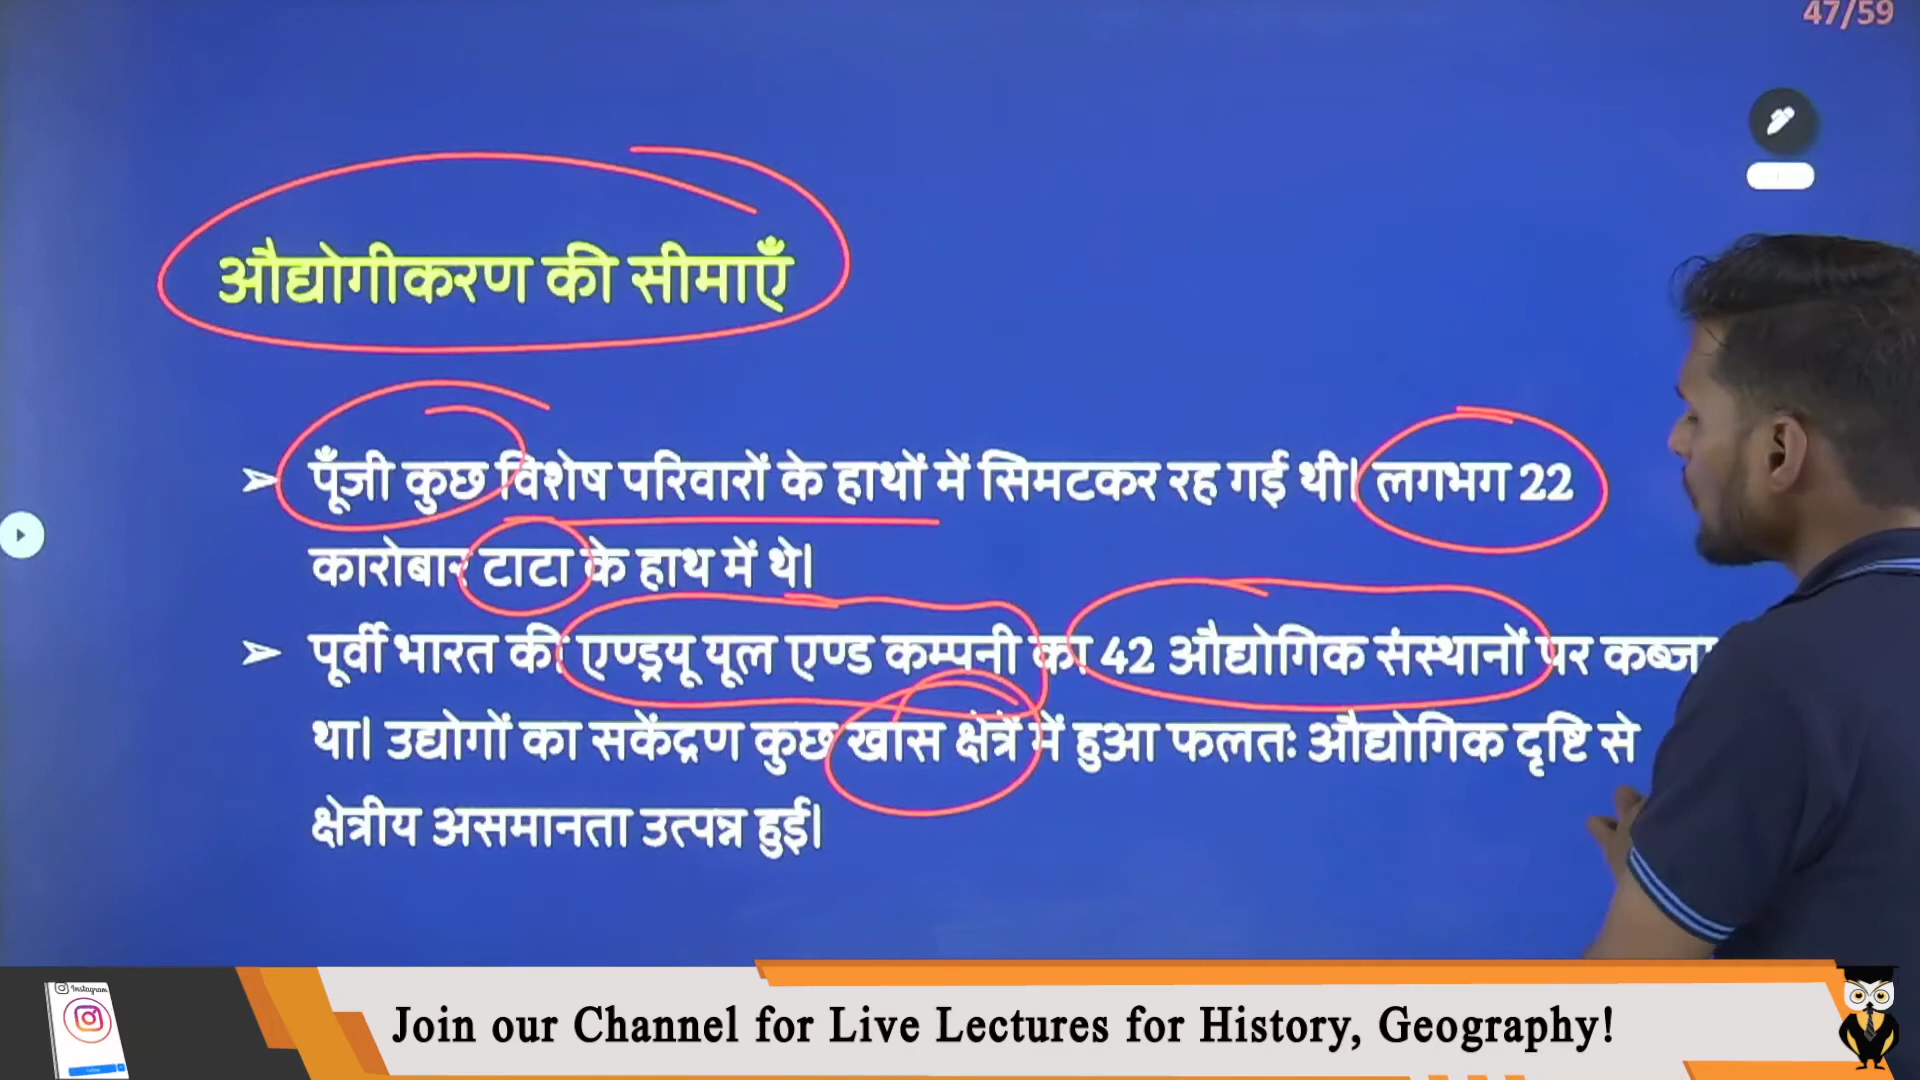 47/59
औद्योगीकरण की सीमाएँ
➢ पूँजी कुछ विशेष परिवारों के हाथों में सिमटकर रह गई थी। लगभग 22
कारोबार टाटा के हाथ में थे।
➢ पूर्वी भारत की एण्ड्रयू यूल एण्ड कम्पनी का 42 औद्योगिक संस्थानों पर
था। उद्योगों का सकेंद्रण कुछ खास क्षेत्रें में हुआ फलतः औद्योगिक दृष्टि से
क्षेत्रीय असमानता उत्पन्न हुई।
Instagram
Join our Channel for Live Lectures for History, Geography!